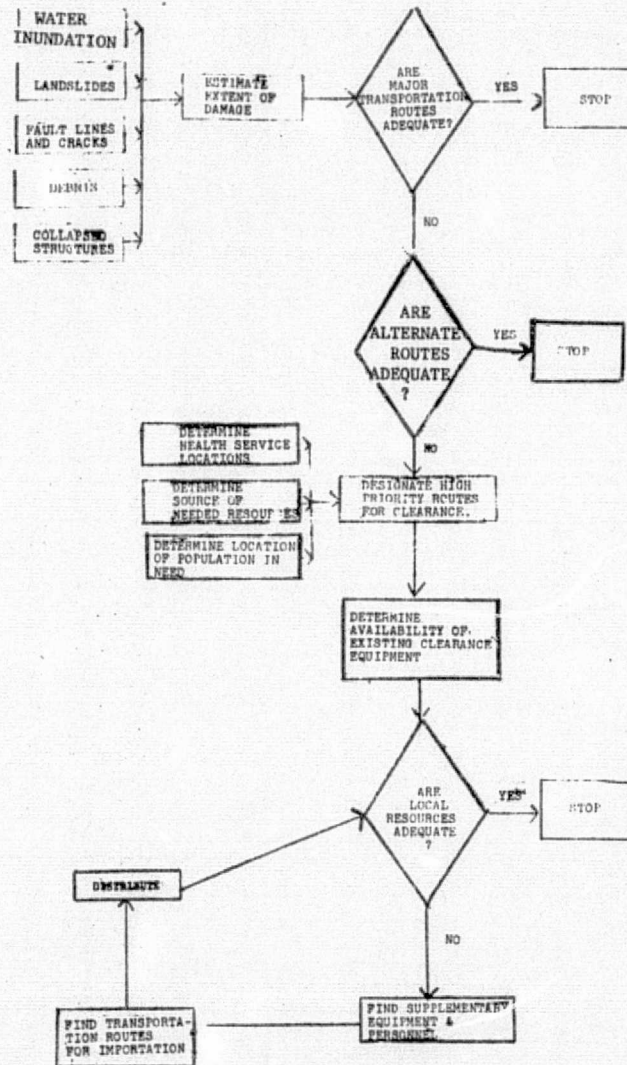 WATER
INUNDATION
LANDSLIDES
FAULT LINES
AND CRACKS
DEBRIS
COLLAPSED
STRUCTURES
ESTIMATE
EXTENT OF
DAMAGE
ARE
MAJOR
TRANSPORTATION
ROUTES
ADEQUATE?
YES
STOP
NO
ARE
ALTERNATE
ROUTES
ADEQUATE
?
YES
STOP
NO
DETERMINE
HEALTH SERVICE
LOCATIONS
DETERMINE
SOURCE OF
NEEDED RESOURCES
DETERMINE LOCATION
OF POPULATION IN
NEED
DESIGNATE HIGH
PRIORITY ROUTES
FOR CLEARANCE.
DETERMINE
AVAILABILITY OF
EXISTING CLEARANCE
EQUIPMENT
ARE
LOCAL
RESOURCES
ADEQUATE
?
YES
STOP
NO
DISTRIBUTE
FIND TRANSPORTA-
TION ROUTES
FOR IMPORTATION
FIND SUPPLEMENTARY
EQUIPMENT &
PERSONNEL